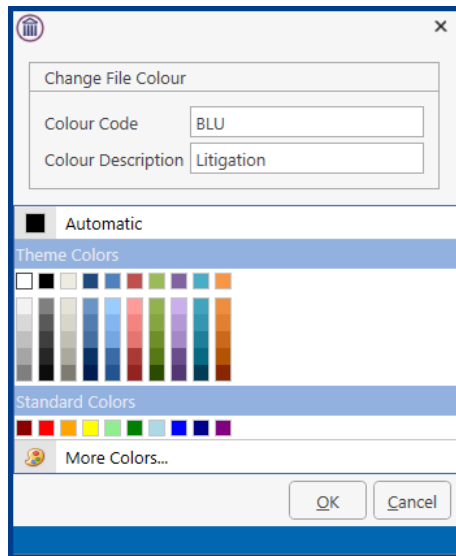 Change File Colour
Colour Code BLU
Colour Description Litigation
Automatic
Theme Colors
Standard Colors
More Colors...
OK Cancel